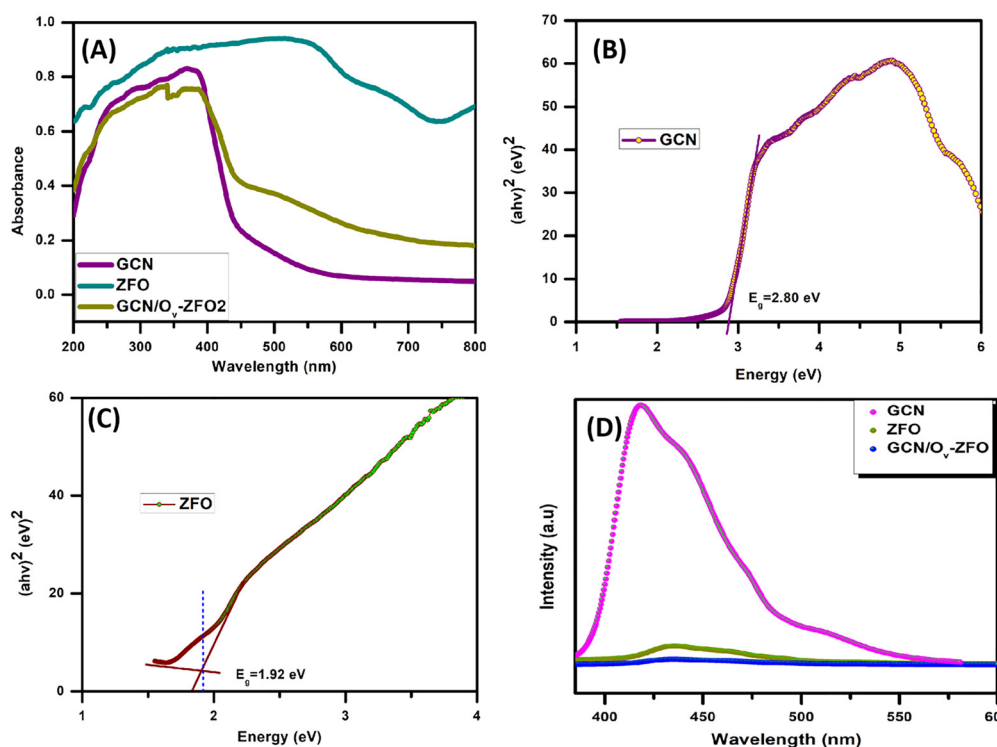 (A)
1.0
0.8
0.6
0.4
0.2
0.0
Absorbance
GCN
ZFO
GCN/Oᵥ-ZFO2
200 300 400 500 600 700 800
Wavelength (nm)
(B)
70
60
50
40
30
20
10
0
(ahv)² (eV)²
GCN
E_g=2.80 eV
1 2 3 4 5 6
Energy (eV)
(C)
60
40
20
0
(ahv)² (eV)²
ZFO
E_g=1.92 eV
1 2 3 4
Energy (eV)
(D)
Intensity (a.u)
GCN
ZFO
GCN/Oᵥ-ZFO
400 450 500 550 600
Wavelength (nm)